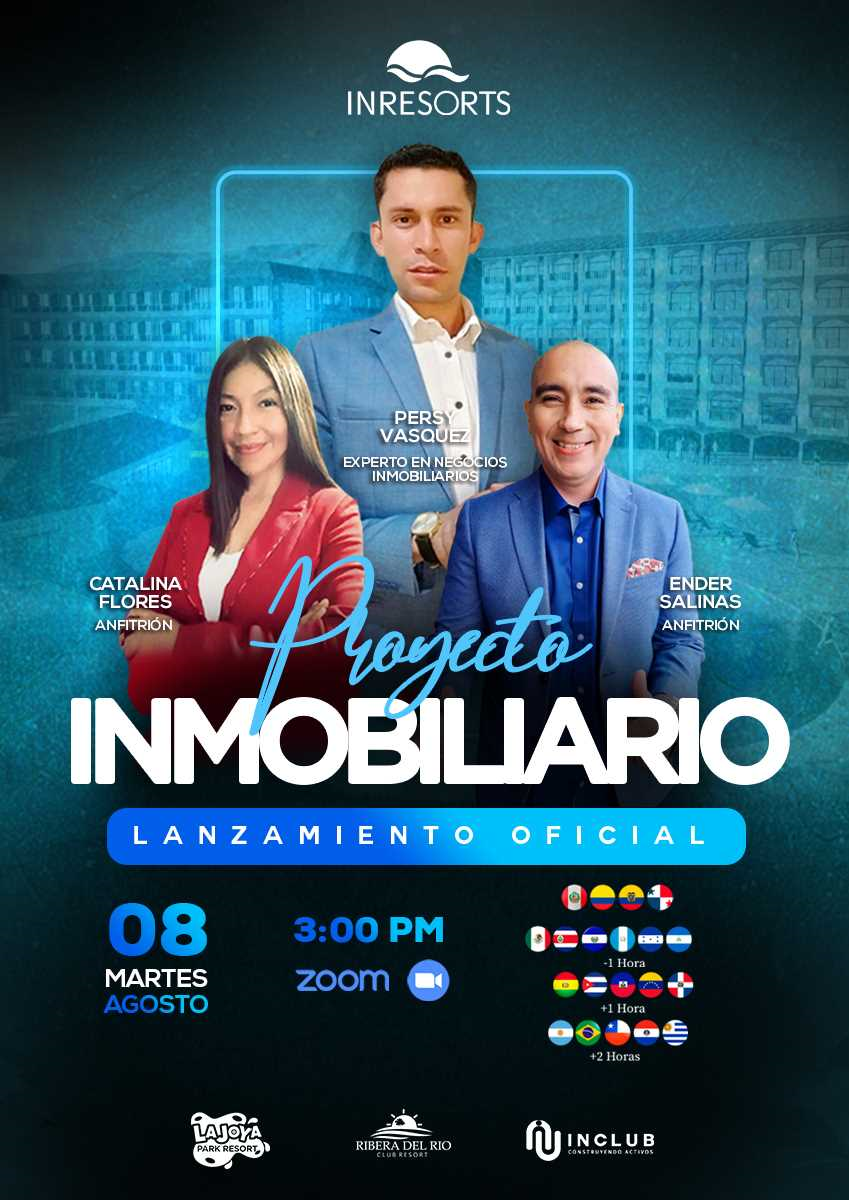 INRESORTS
PERSY
VASQUEZ
EXPERTO EN NEGOCIOS
INMOBILIARIOS
CATALINA
FLORES
ANFITRIÓN
ENDER
SALINAS
ANFITRIÓN
Proyecto
INMOBILIARIO
LANZAMIENTO OFICIAL
08
MARTES
AGOSTO
3:00 PM
zoom
-1 Hora
+1 Hora
+2 Horas
LA JOYA
PARK RESORT
RIBERA DEL RIO
CLUB RESORT
INCLUB
CONSTRUYENDO ACTIVOS